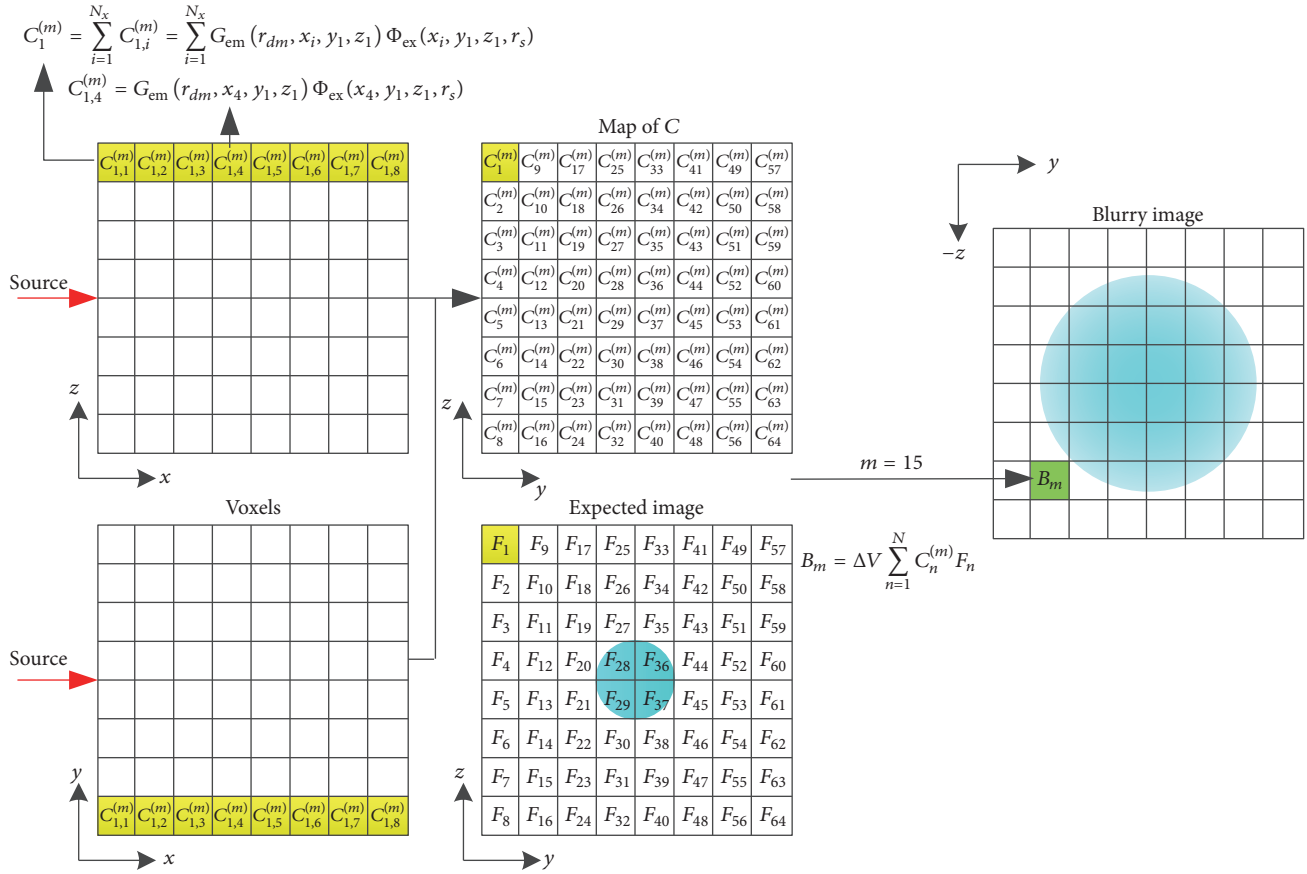 C_1^{(m)} = \sum_{i=1}^{N_x} C_{1,i}^{(m)} = \sum_{i=1}^{N_x} G_{em} (r_{dm}, x_i, y_1, z_1) Φ_{ex}(x_i, y_1, z_1, r_s)
C_{1,4}^{(m)} = G_{em} (r_{dm}, x_4, y_1, z_1) Φ_{ex}(x_4, y_1, z_1, r_s)
C_{1,1}^{(m)} C_{1,2}^{(m)} C_{1,3}^{(m)} C_{1,4}^{(m)} C_{1,5}^{(m)} C_{1,6}^{(m)} C_{1,7}^{(m)} C_{1,8}^{(m)}
Source
z
x
Map of C
C_1^{(m)} C_9^{(m)} C_{17}^{(m)} C_{25}^{(m)} C_{33}^{(m)} C_{41}^{(m)} C_{49}^{(m)} C_{57}^{(m)}
C_2^{(m)} C_{10}^{(m)} C_{18}^{(m)} C_{26}^{(m)} C_{34}^{(m)} C_{42}^{(m)} C_{50}^{(m)} C_{58}^{(m)}
C_3^{(m)} C_{11}^{(m)} C_{19}^{(m)} C_{27}^{(m)} C_{35}^{(m)} C_{43}^{(m)} C_{51}^{(m)} C_{59}^{(m)}
C_4^{(m)} C_{12}^{(m)} C_{20}^{(m)} C_{28}^{(m)} C_{36}^{(m)} C_{44}^{(m)} C_{52}^{(m)} C_{60}^{(m)}
C_5^{(m)} C_{13}^{(m)} C_{21}^{(m)} C_{29}^{(m)} C_{37}^{(m)} C_{45}^{(m)} C_{53}^{(m)} C_{61}^{(m)}
C_6^{(m)} C_{14}^{(m)} C_{22}^{(m)} C_{30}^{(m)} C_{38}^{(m)} C_{46}^{(m)} C_{54}^{(m)} C_{62}^{(m)}
C_7^{(m)} C_{15}^{(m)} C_{23}^{(m)} C_{31}^{(m)} C_{39}^{(m)} C_{47}^{(m)} C_{55}^{(m)} C_{63}^{(m)}
C_8^{(m)} C_{16}^{(m)} C_{24}^{(m)} C_{32}^{(m)} C_{40}^{(m)} C_{48}^{(m)} C_{56}^{(m)} C_{64}^{(m)}
z
y
y
−z
Blurry image
B_m
m = 15
B_m = ΔV \sum_{n=1}^{N} C_n^{(m)} F_n
Voxels
Source
C_{1,1}^{(m)} C_{1,2}^{(m)} C_{1,3}^{(m)} C_{1,4}^{(m)} C_{1,5}^{(m)} C_{1,6}^{(m)} C_{1,7}^{(m)} C_{1,8}^{(m)}
y
x
Expected image
F_1 F_9 F_{17} F_{25} F_{33} F_{41} F_{49} F_{57}
F_2 F_{10} F_{18} F_{26} F_{34} F_{42} F_{50} F_{58}
F_3 F_{11} F_{19} F_{27} F_{35} F_{43} F_{51} F_{59}
F_4 F_{12} F_{20} F_{28} F_{36} F_{44} F_{52} F_{60}
F_5 F_{13} F_{21} F_{29} F_{37} F_{45} F_{53} F_{61}
F_6 F_{14} F_{22} F_{30} F_{38} F_{46} F_{54} F_{62}
F_7 F_{15} F_{23} F_{31} F_{39} F_{47} F_{55} F_{63}
F_8 F_{16} F_{24} F_{32} F_{40} F_{48} F_{56} F_{64}
z
y